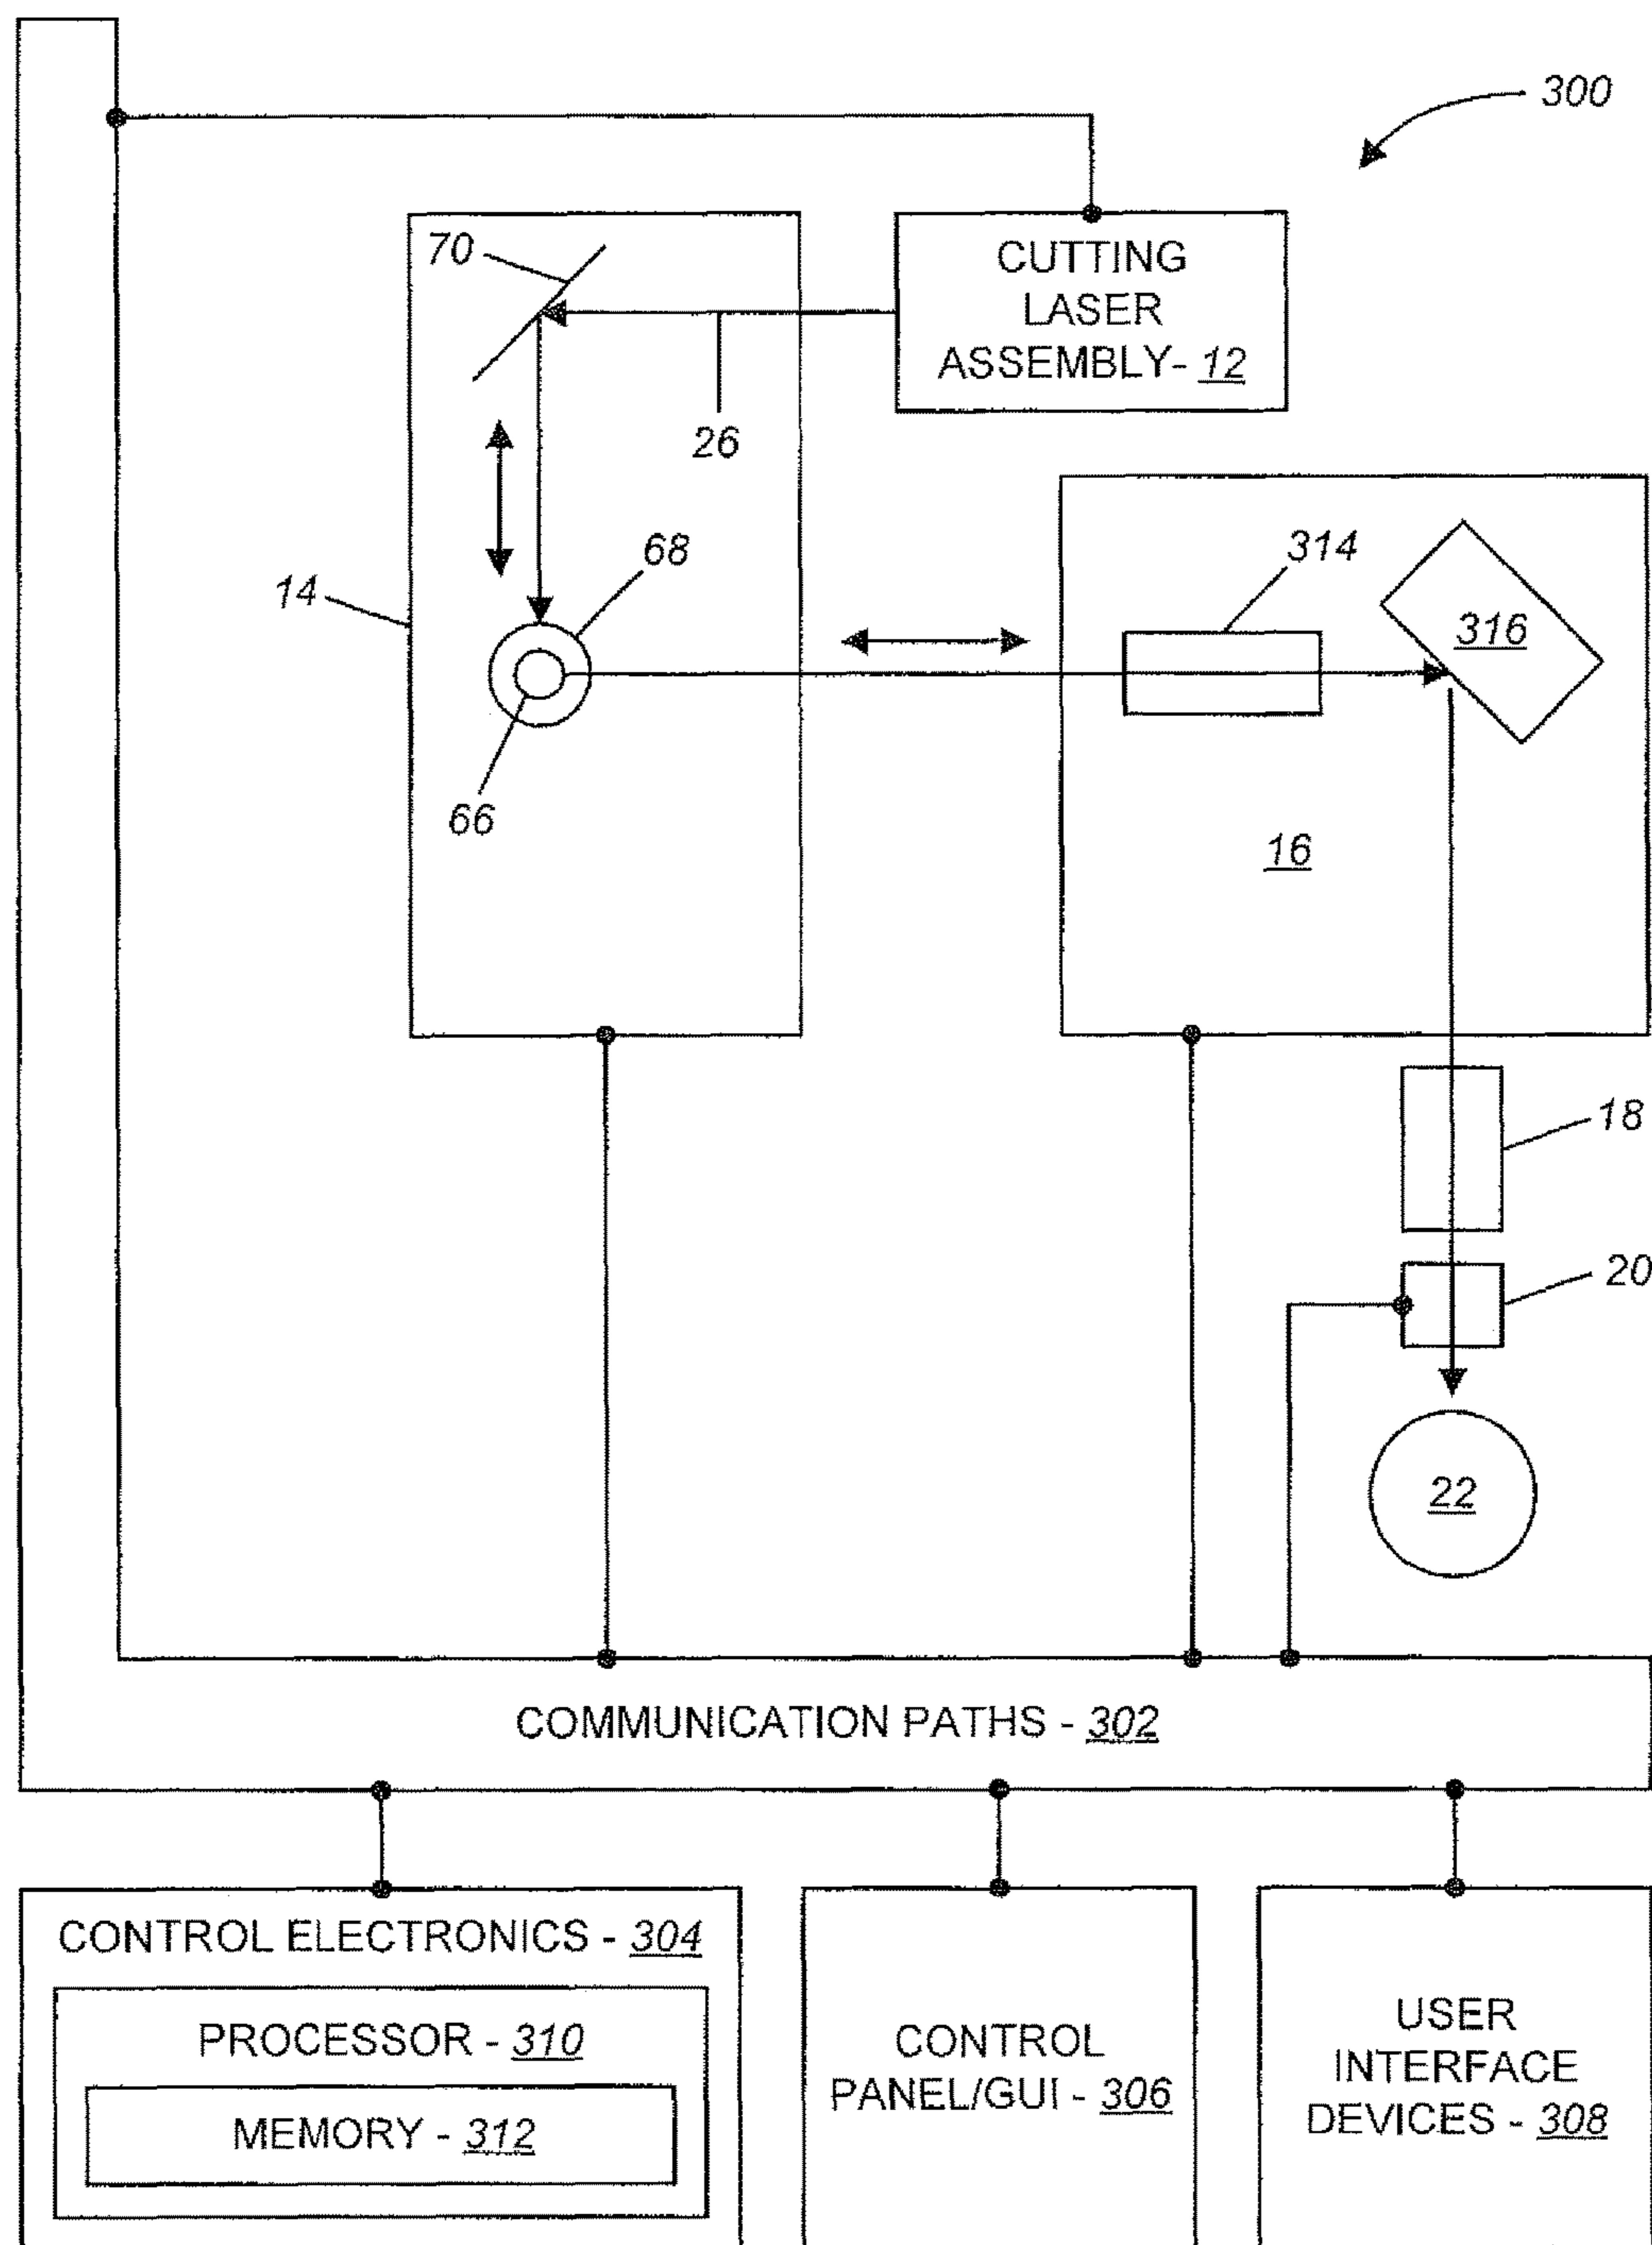 300
70
CUTTING
LASER
ASSEMBLY- 12
26
314
68
14
316
66
16
18
20
22
COMMUNICATION PATHS - 302
CONTROL ELECTRONICS - 304
PROCESSOR - 310
MEMORY - 312
CONTROL
PANEL/GUI - 306
USER
INTERFACE
DEVICES - 308